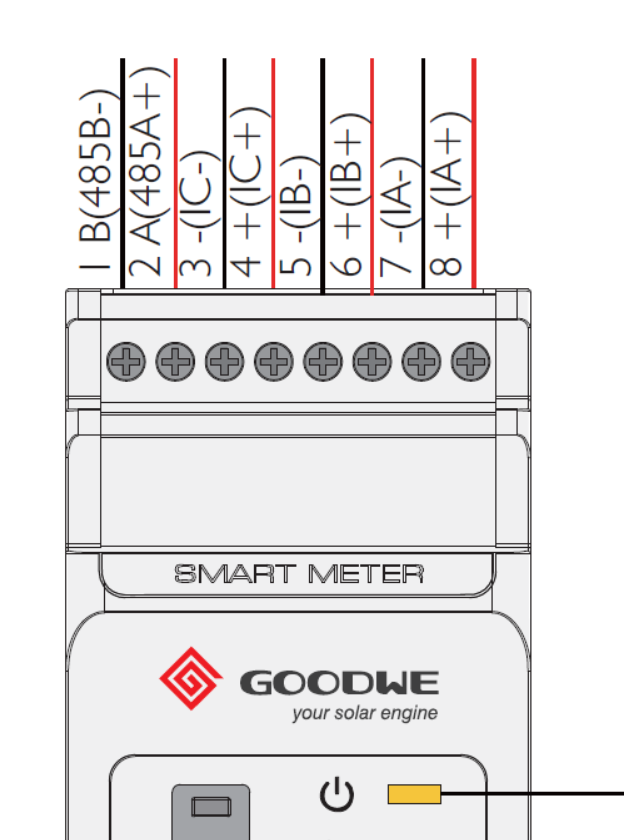 1 B(485B-)
2 A(485A+)
3 -(IC-)
4 +(IC+)
5 -(IB-)
6 +(IB+)
7 -(IA-)
8 +(IA+)
SMART METER
GOODWE
your solar engine